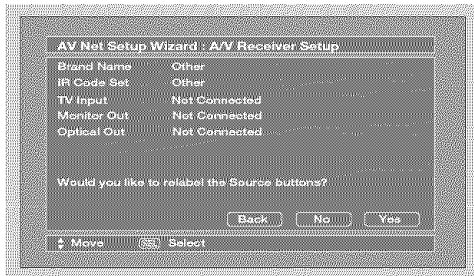 AV Net Setup Wizard : A/V Receiver Setup
Brand Name Other
IR Code Set Other
TV Input Not Connected
Monitor Out Not Connected
Optical Out Not Connected
Would you like to relabel the Source buttons?
Back No Yes
Move SEL Select